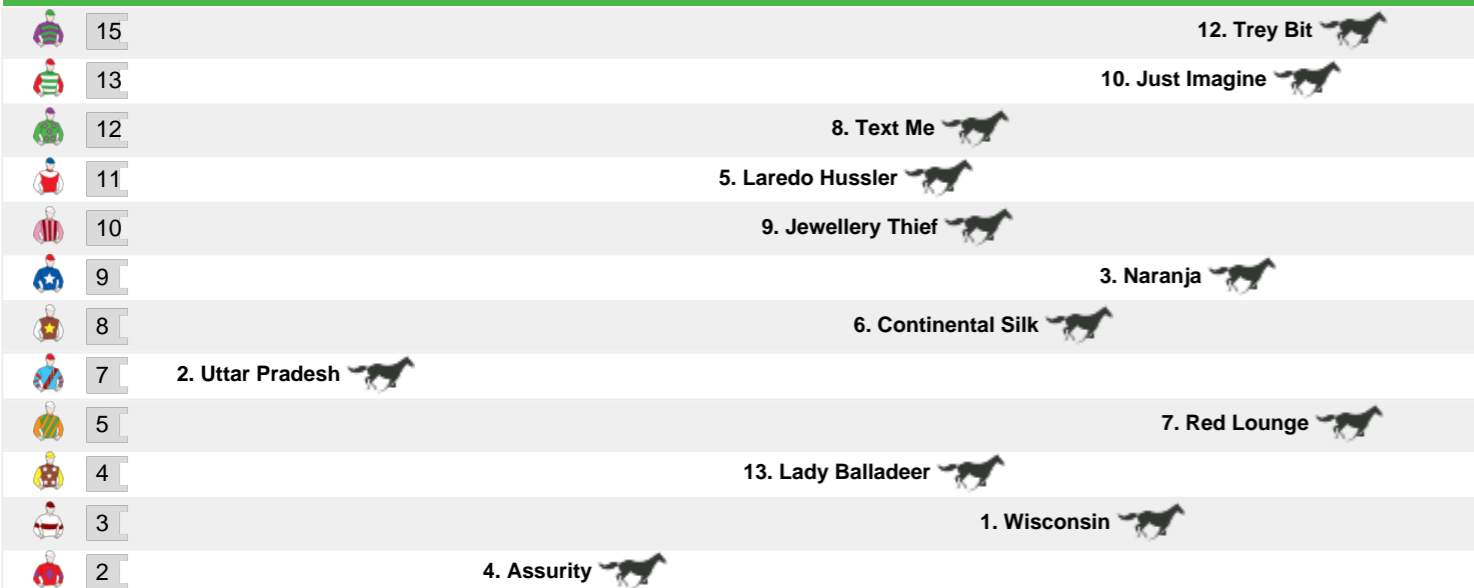 15 12. Trey Bit
13 10. Just Imagine
12 8. Text Me
11 5. Laredo Hussler
10 9. Jewellery Thief
9 3. Naranja
8 6. Continental Silk
7 2. Uttar Pradesh
5 7. Red Lounge
4 13. Lady Balladeer
3 1. Wisconsin
2 4. Assurity